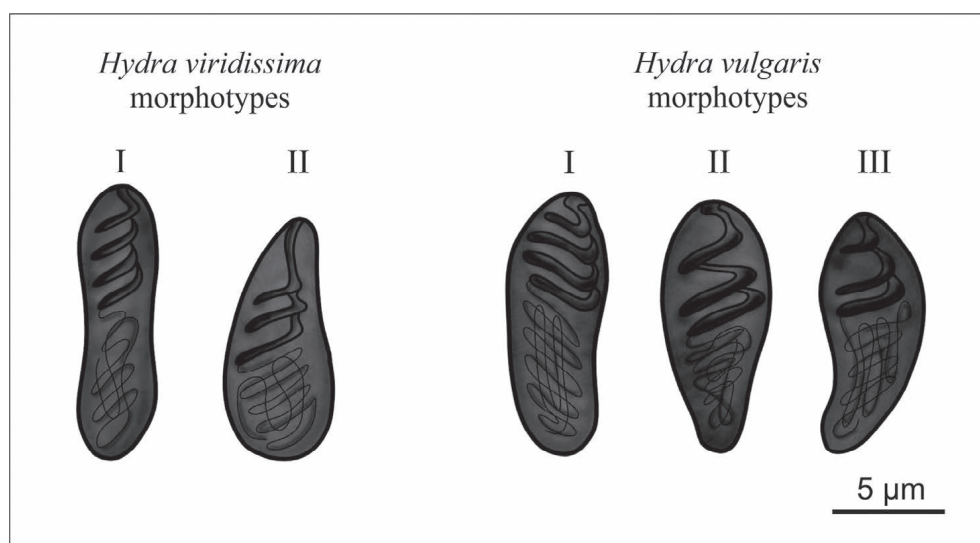 Hydra viridissima
morphotypes
I
II
Hydra vulgaris
morphotypes
I
II
III
5 µm